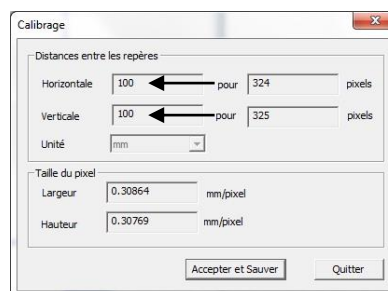 Calibrage
Distances entre les repères
Horizontale 100 pour 324 pixels
Verticale 100 pour 325 pixels
Unité mm
Taille du pixel
Largeur 0.30864 mm/pixel
Hauteur 0.30769 mm/pixel
Accepter et Sauver Quitter